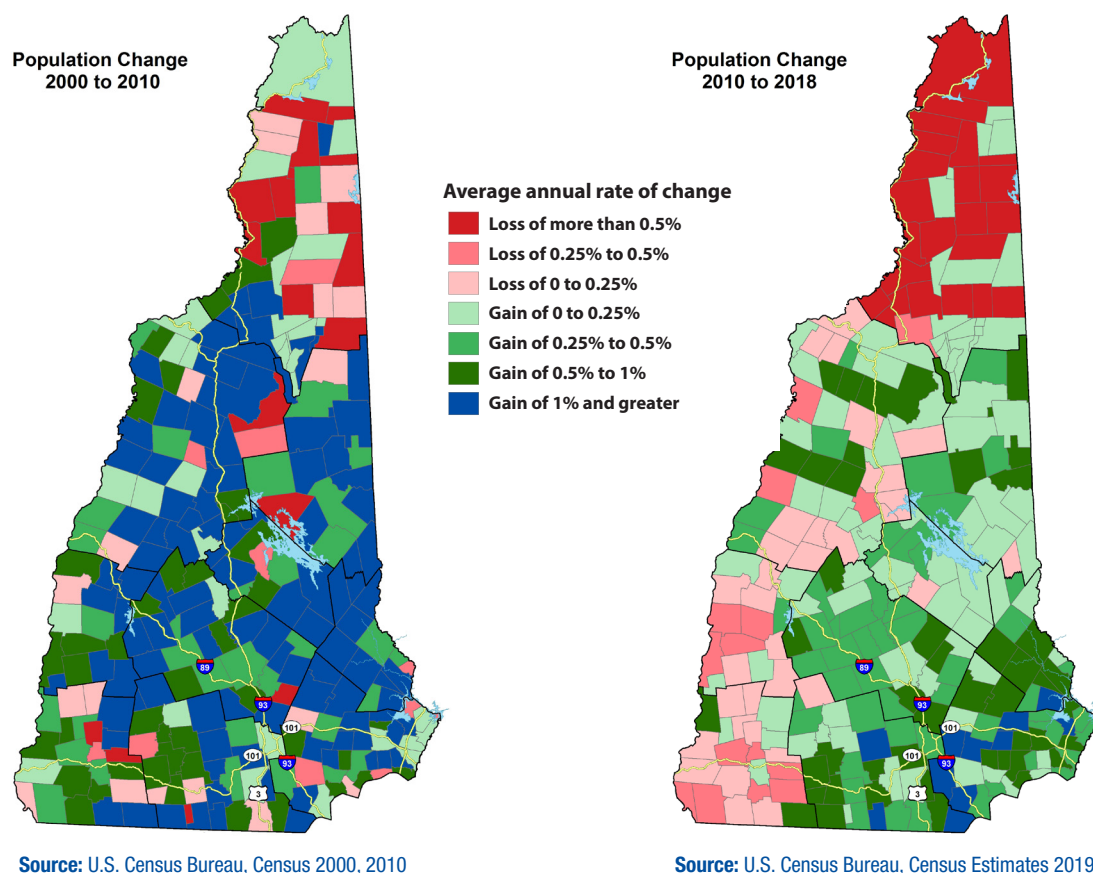 Population Change
2000 to 2010
Population Change
2010 to 2018
Average annual rate of change
Loss of more than 0.5%
Loss of 0.25% to 0.5%
Loss of 0 to 0.25%
Gain of 0 to 0.25%
Gain of 0.25% to 0.5%
Gain of 0.5% to 1%
Gain of 1% and greater
89
93
101
101
93
3
89
93
101
101
93
3
Source: U.S. Census Bureau, Census 2000, 2010
Source: U.S. Census Bureau, Census Estimates 2019